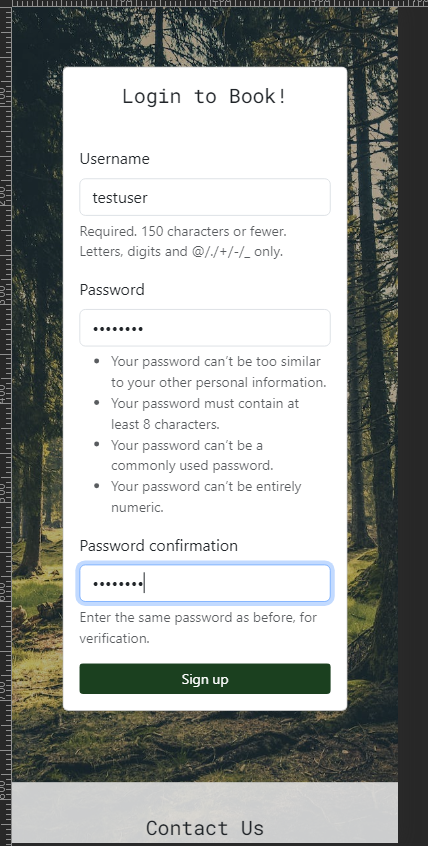 Login to Book!
Username
testuser
Required. 150 characters or fewer.
Letters, digits and @/./+/-/_ only.
Password
••••••••
• Your password can’t be too similar
to your other personal information.
• Your password must contain at
least 8 characters.
• Your password can’t be a
commonly used password.
• Your password can’t be entirely
numeric.
Password confirmation
••••••••
Enter the same password as before, for
verification.
Sign up
Contact Us